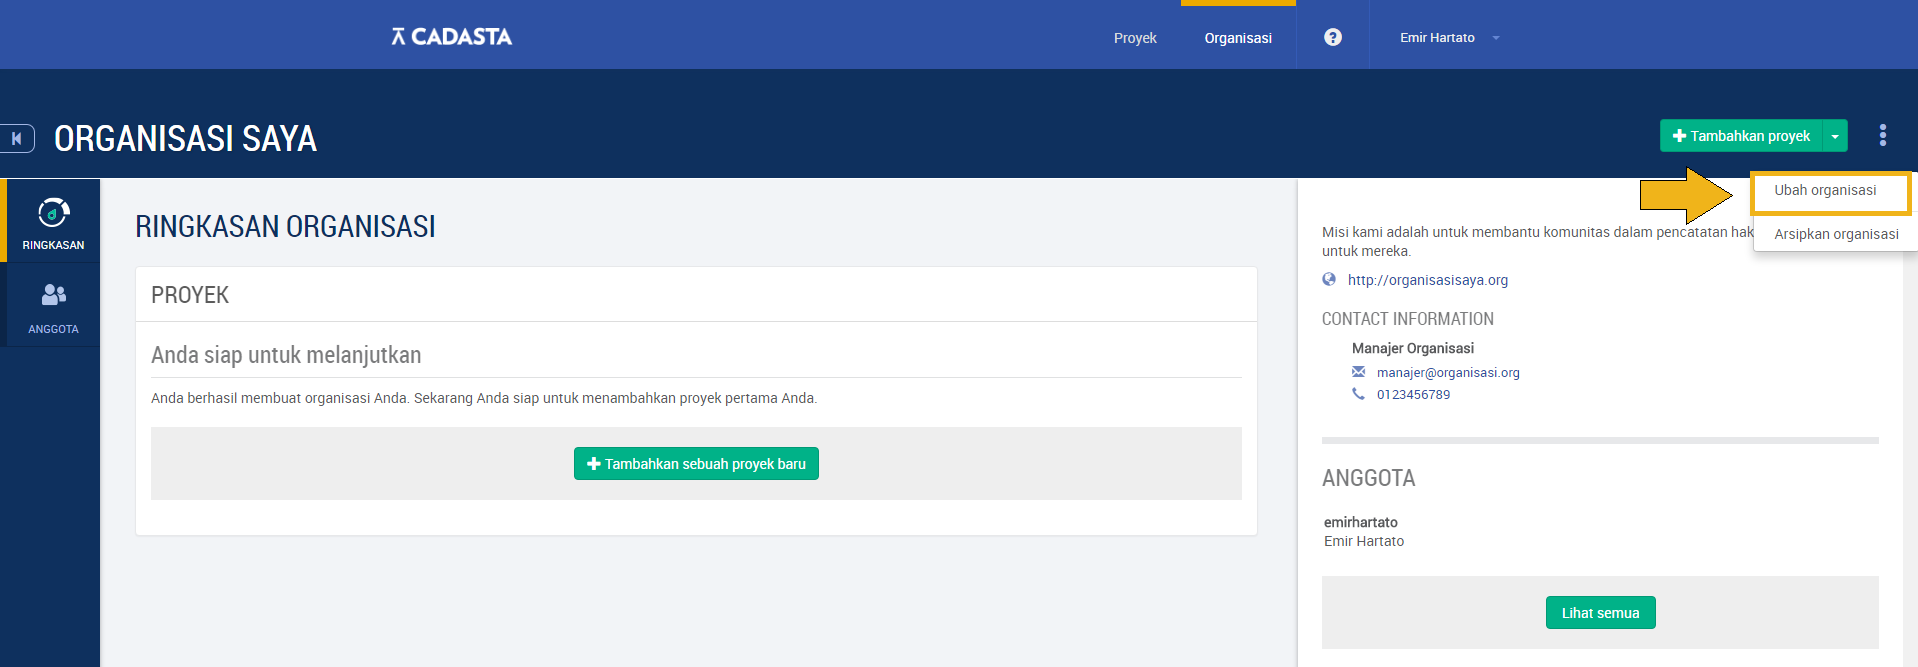 CADASTA
Proyek
Organisasi
Emir Hartato
ORGANISASI SAYA
Tambahkan proyek
Ubah organisasi
Arsipkan organisasi
RINGKASAN
ANGGOTA
RINGKASAN ORGANISASI
PROYEK
Anda siap untuk melanjutkan
Anda berhasil membuat organisasi Anda. Sekarang Anda siap untuk menambahkan proyek pertama Anda.
Tambahkan sebuah proyek baru
Misi kami adalah untuk membantu komunitas dalam pencatatan hak
untuk mereka.
http://organisasisaya.org
CONTACT INFORMATION
Manajer Organisasi
manajer@organisasi.org
0123456789
ANGGOTA
emirhartato
Emir Hartato
Lihat semua